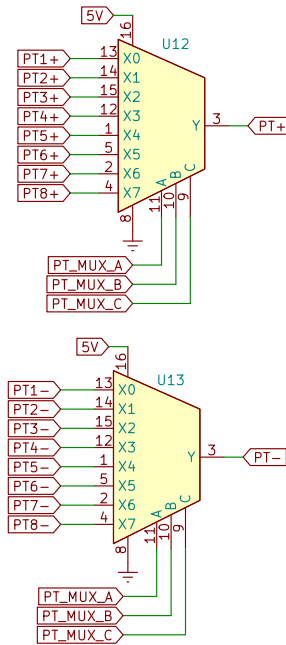 5V
16
U12
PT1+ 13 X0
PT2+ 14 X1
PT3+ 15 X2
PT4+ 12 X3
Y 3 PT+
PT5+ 1 X4
PT6+ 5 X5
PT7+ 2 X6
PT8+ 4 X7
A B C
8 11 10 9
PT_MUX_A
PT_MUX_B
PT_MUX_C
5V
16
U13
PT1- 13 X0
PT2- 14 X1
PT3- 15 X2
PT4- 12 X3
Y 3 PT-
PT5- 1 X4
PT6- 5 X5
PT7- 2 X6
PT8- 4 X7
A B C
8 11 10 9
PT_MUX_A
PT_MUX_B
PT_MUX_C